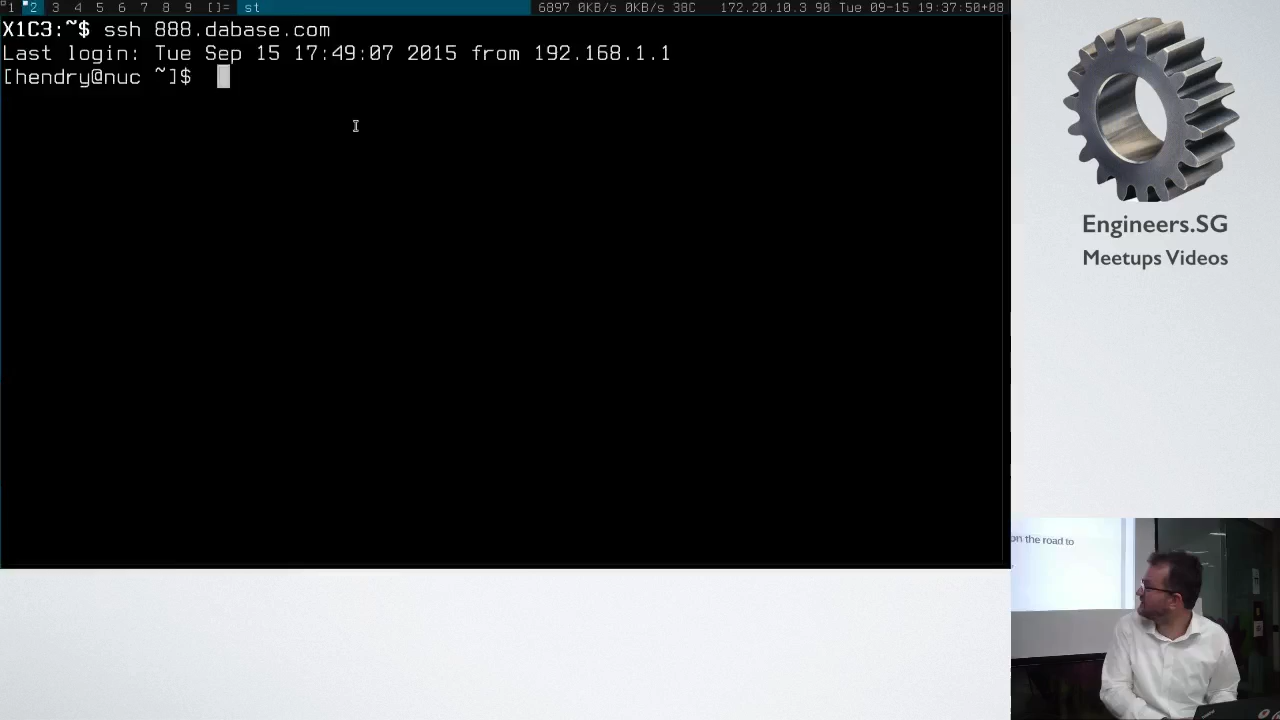 1 2 3 4 5 6 7 8 9 []= st 6897 0KB/s 0KB/s 38C 172.20.10.3 90 Tue 09-15 19:37:50+08
X1C3:~$ ssh 888.dabase.com
Last login: Tue Sep 15 17:49:07 2015 from 192.168.1.1
[hendry@nuc ~]$
Engineers.SG
Meetups Videos
on the road to